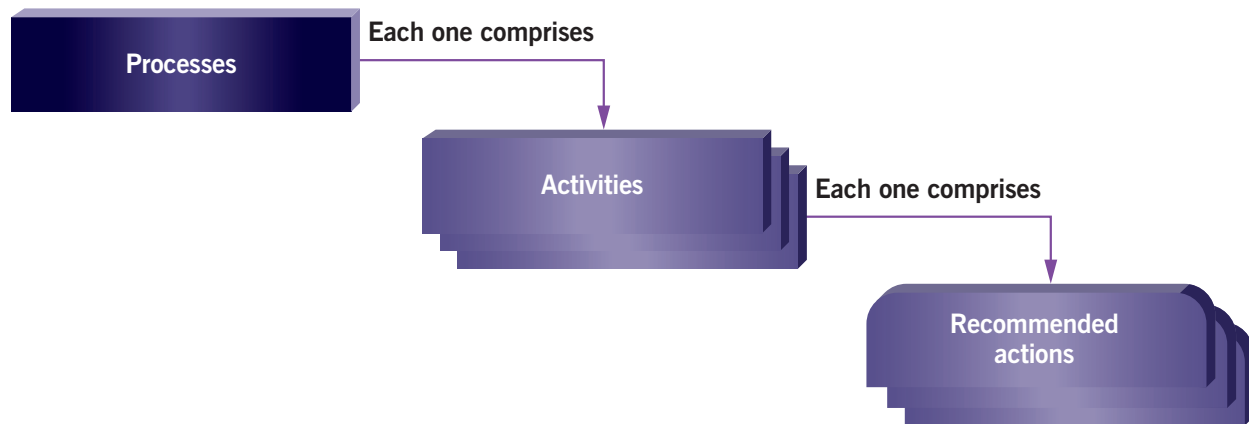 Each one comprises
Processes
Activities
Each one comprises
Recommended
actions